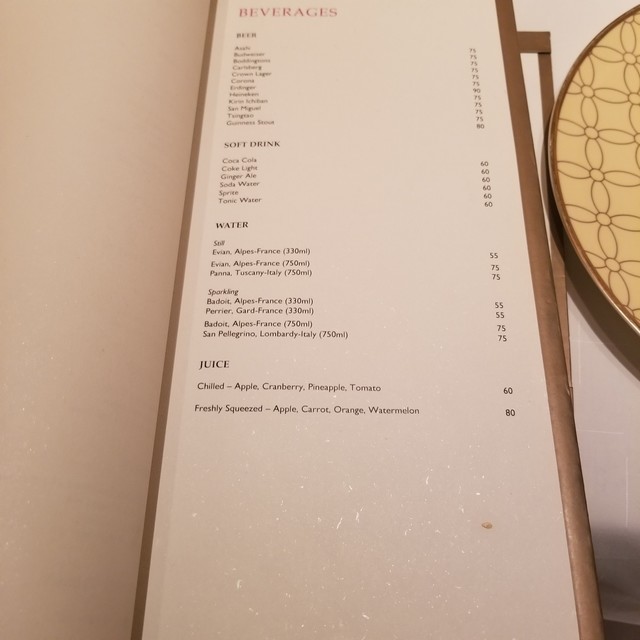 BEVERAGES
BEER
Asahi 75
Budweiser 75
Boddingtons 75
Carlsberg 75
Crown Lager 75
Corona 75
Erdinger 90
Heineken 75
Kirin Ichiban 75
San Miguel 75
Tsingtao 75
Guinness Stout 80
SOFT DRINK
Coca Cola 60
Coke Light 60
Ginger Ale 60
Soda Water 60
Sprite 60
Tonic Water 60
WATER
Still
Evian, Alpes-France (330ml) 55
Evian, Alpes-France (750ml) 75
Panna, Tuscany-Italy (750ml) 75
Sparkling
Badoit, Alpes-France (330ml) 55
Perrier, Gard-France (330ml) 55
Badoit, Alpes-France (750ml) 75
San Pellegrino, Lombardy-Italy (750ml) 75
JUICE
Chilled – Apple, Cranberry, Pineapple, Tomato 60
Freshly Squeezed – Apple, Carrot, Orange, Watermelon 80